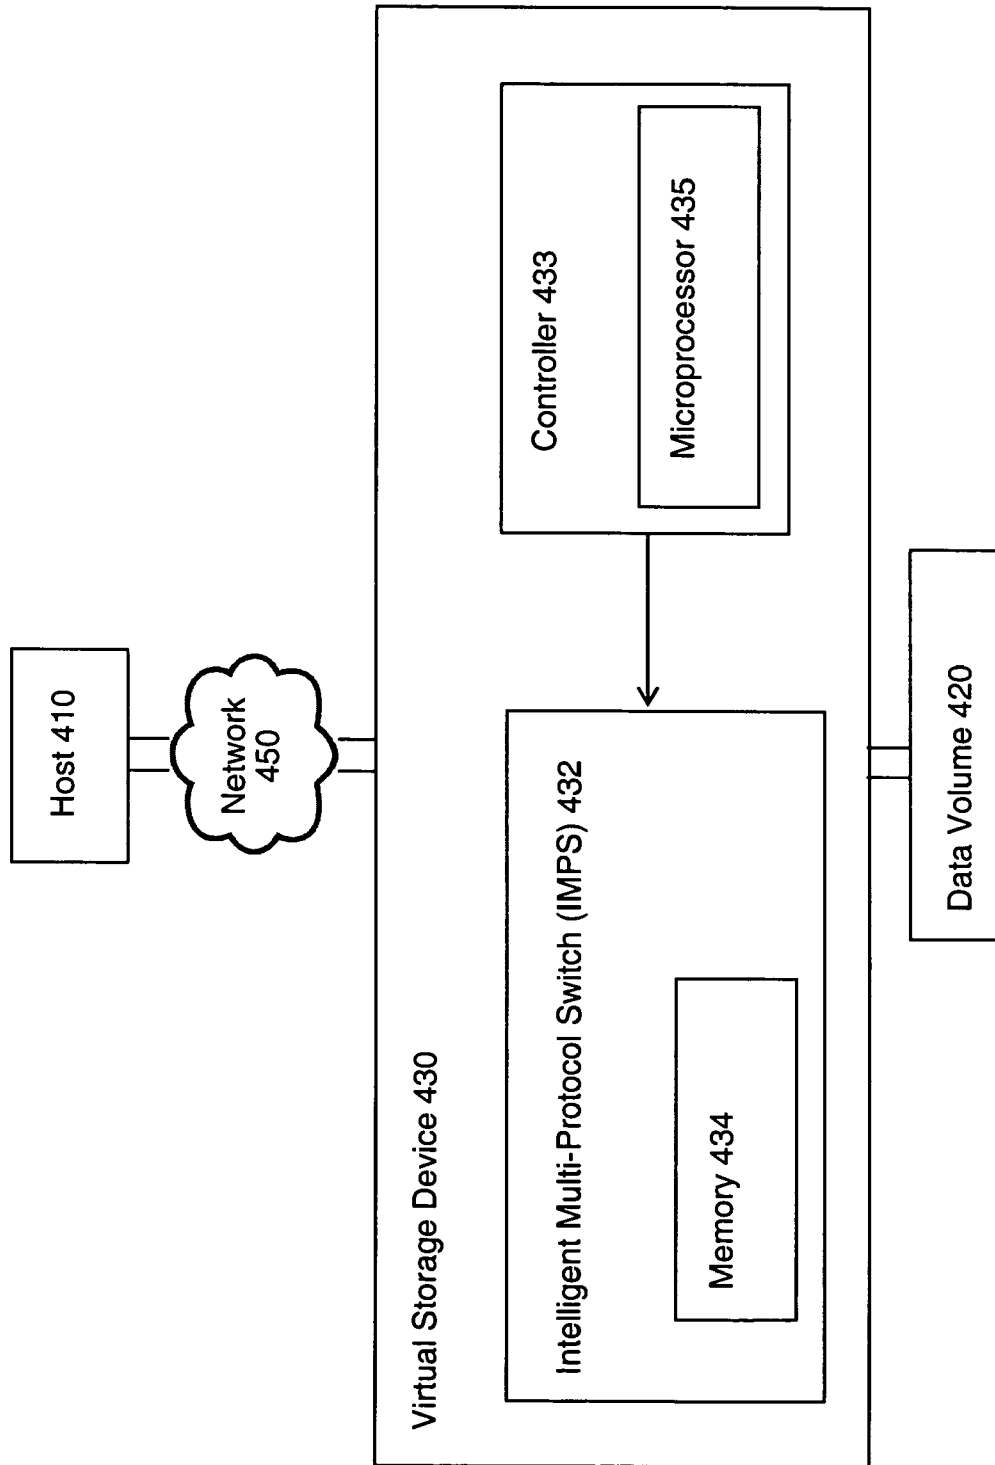 Host 410
Network
450
Virtual Storage Device 430
Intelligent Multi-Protocol Switch (IMPS) 432
Memory 434
Controller 433
Microprocessor 435
Data Volume 420